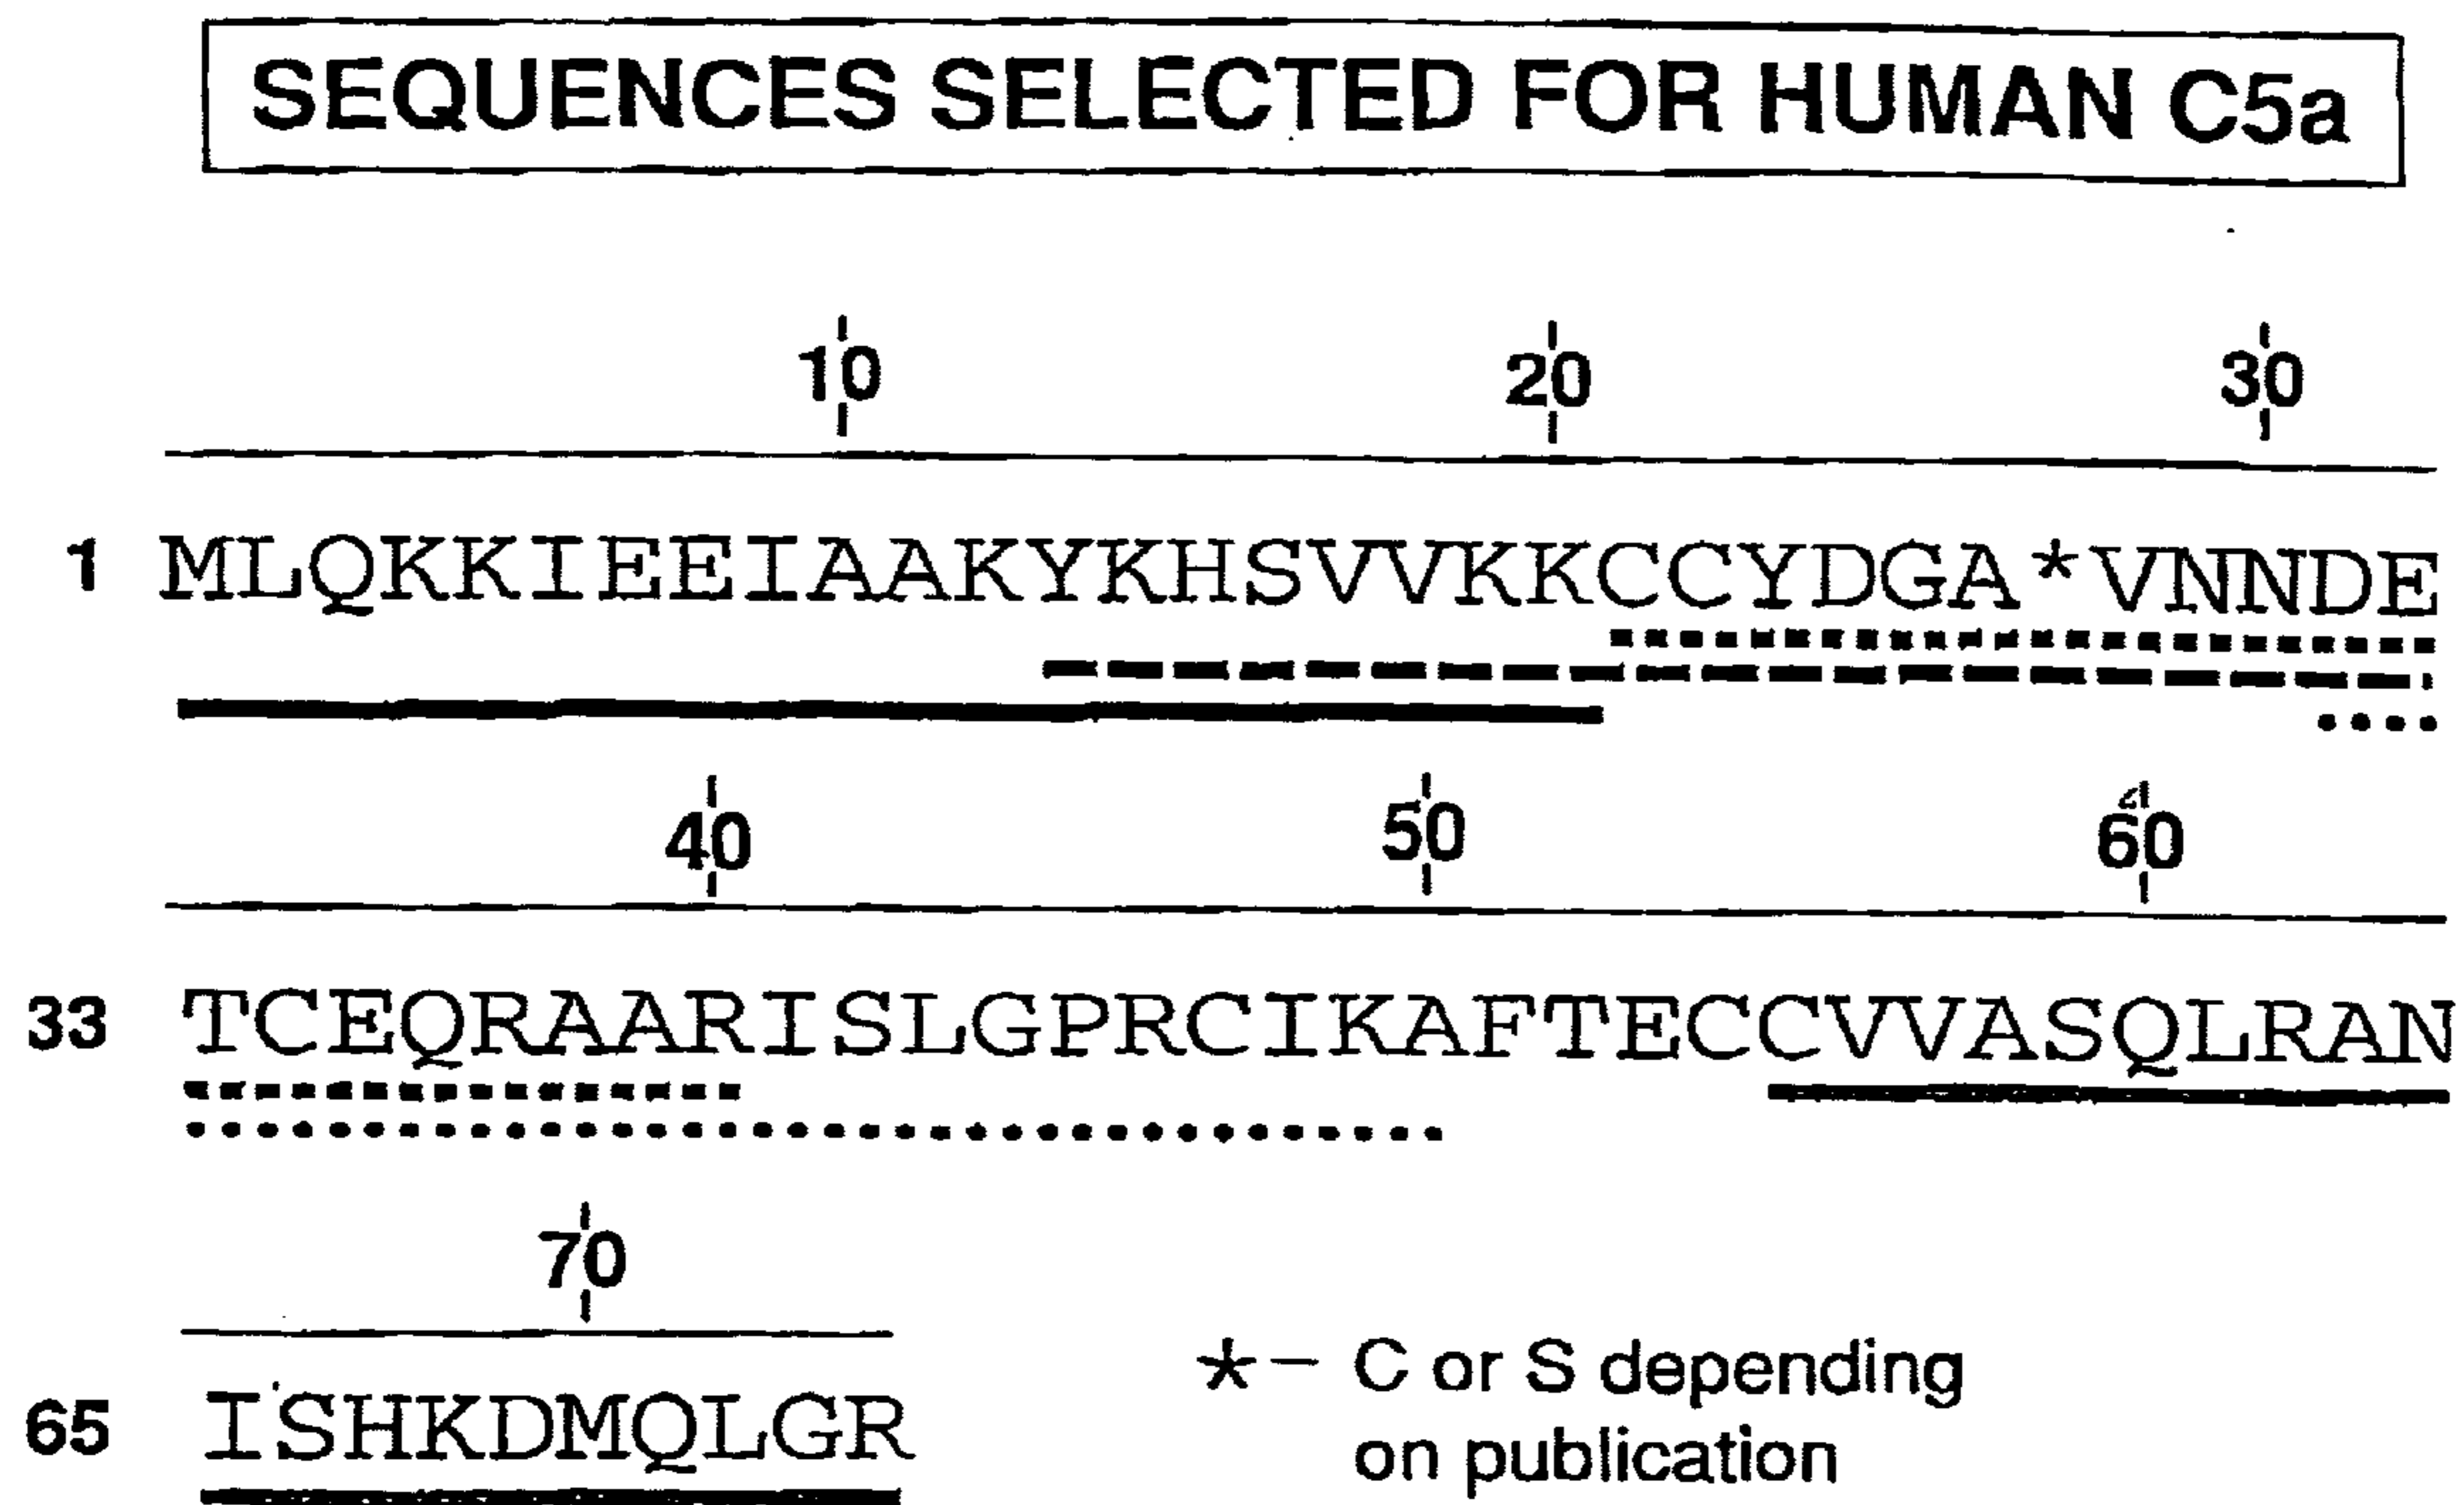 SEQUENCES SELECTED FOR HUMAN C5a
10 20 30
1 MLQKKIEEIAAKYKHSVVKKCCYDGA*VNNDE
40 50 60
33 TCEQRAARISLGPRCIKAFTECCVVASQLRAN
70
65 ISHKDMQLGR
*– C or S depending
on publication